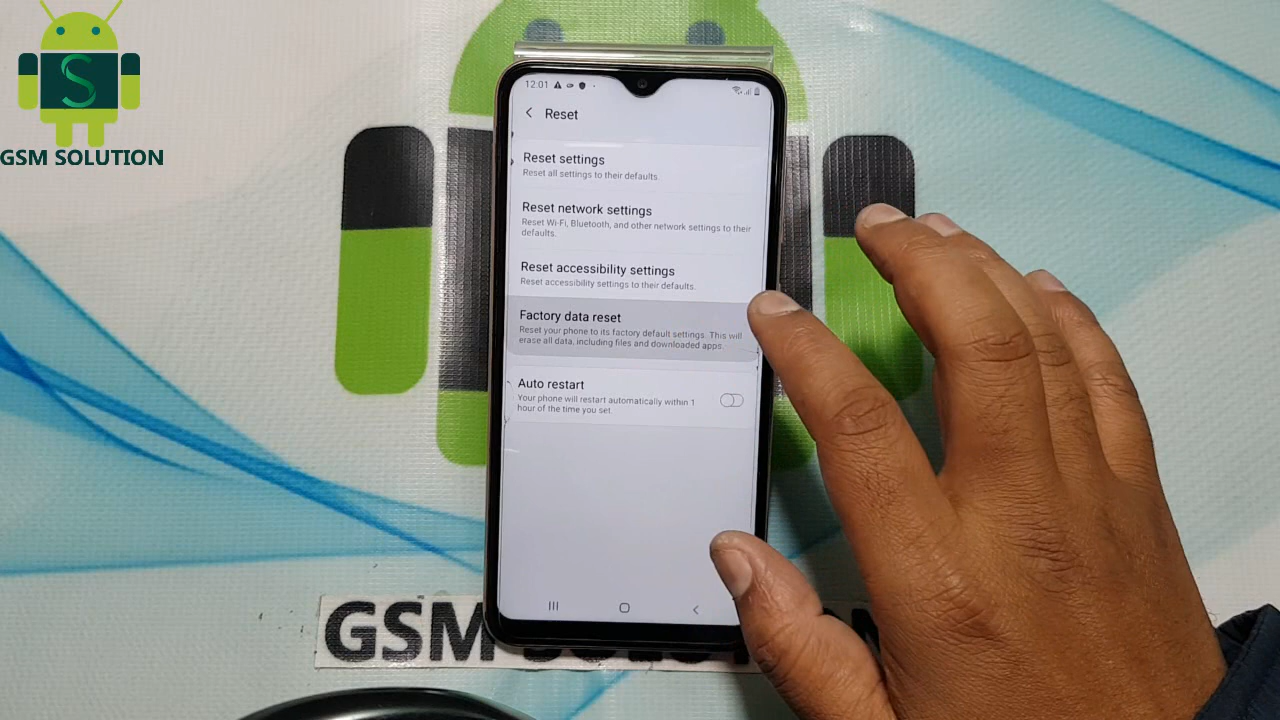 S
GSM SOLUTION
12:01
Reset
Reset settings
Reset all settings to their defaults.
Reset network settings
Reset Wi-Fi, Bluetooth, and other network settings to their
defaults.
Reset accessibility settings
Reset accessibility settings to their defaults.
Factory data reset
Reset your phone to its factory default settings. This will
erase all data, including files and downloaded apps.
Auto restart
Your phone will restart automatically within 1
hour of the time you set.
GSM